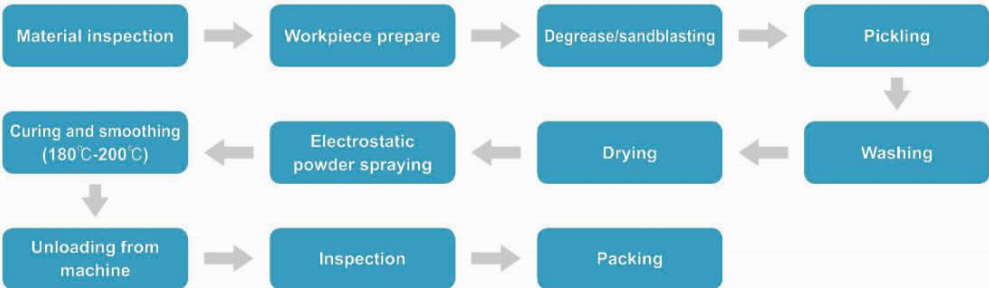 Material inspection
Workpiece prepare
Degrease/sandblasting
Pickling
Washing
Drying
Electrostatic
powder spraying
Curing and smoothing
(180℃-200℃)
Unloading from
machine
Inspection
Packing